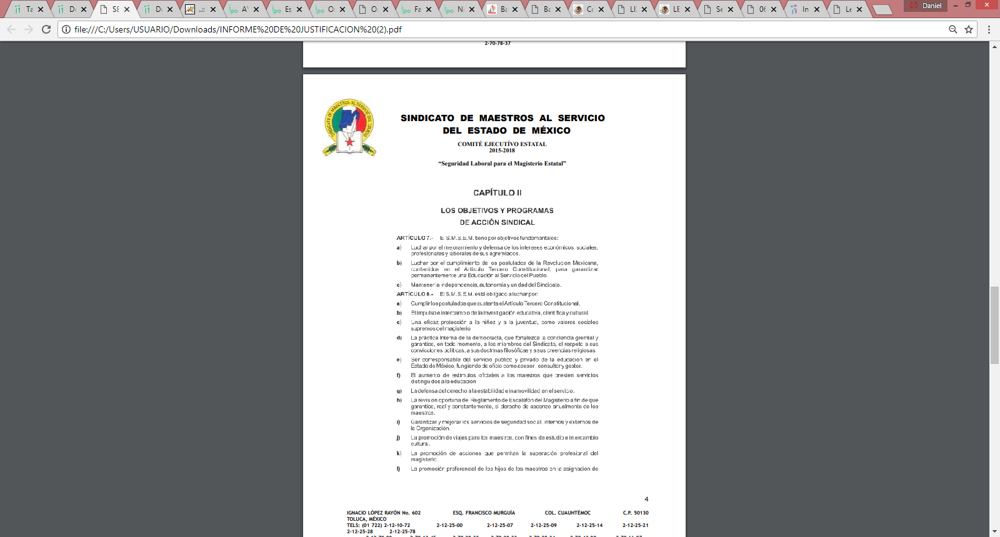 Ta
De
SE
De
..::
AY
Es
Or
Or
Fa
No
Ba
Ba
Co
LI
LE
Se
06
In
Le
Daniel
file:///C:/Users/USUARIO/Downloads/INFORME%20DE%20JUSTIFICACION%20(2).pdf
2-70-78-37
SINDICATO DE MAESTROS AL SERVICIO DEL ESTADO
SINDICATO DE MAESTROS AL SERVICIO
DEL ESTADO DE MÉXICO
COMITÉ EJECUTÍVO ESTATAL
2015-2018
“Seguridad Laboral para el Magisterio Estatal”
CAPÍTULO II
LOS OBJETIVOS Y PROGRAMAS
DE ACCIÓN SINDICAL
ARTÍCULO 7.- El S.M.S.E.M. tiene por objetivos fundamentales:
a) Luchar por el mejoramiento y defensa de los intereses económicos, sociales,
profesionales y laborales de sus agremiados.
b) Luchar por el cumplimiento de los postulados de la Revolución Mexicana,
contenidos en el Artículo Tercero Constitucional, para garantizar
permanentemente una Educación al Servicio del Pueblo.
c) Mantener la independencia, autonomía y unidad del Sindicato.
ARTÍCULO 8.- El S.M.S.E.M. está obligado a luchar por:
a) Cumplir los postulados que sustenta el Artículo Tercero Constitucional.
b) El impulso e intercambio de la investigación educativa, científica y cultural.
c) Una eficaz protección a la niñez y a la juventud, como valores sociales
supremos del magisterio
d) La práctica interna de la democracia, que fortalezca la conciencia gremial y
garantice, en todo momento, a los miembros del Sindicato, el respeto a sus
convicciones políticas, a sus doctrinas filosóficas y a sus creencias religiosas.
e) Ser corresponsable del servicio público y privado de la educación en el
Estado de México, fungiendo de oficio como asesor, consultor y gestor.
f) El aumento de estímulos oficiales a los maestros que presten servicios
distinguidos a la educación
g) La defensa del derecho a la estabilidad e inamovilidad en el servicio.
h) La revisión oportuna del Reglamento de Escalafón del Magisterio a fin de que
garantice, real y constantemente, el derecho de ascenso anualmente de los
maestros.
i) Garantizar y mejorar los servicios de seguridad social, internos y externos de
la Organización.
j) La promoción de viajes para los maestros, con fines de estudio e intercambio
cultural.
k) La promoción de acciones que permitan la superación profesional del
magisterio.
l) La promoción preferencial de los hijos de los maestros en la asignación de
4
IGNACIO LÓPEZ RAYÓN No. 602 ESQ. FRANCISCO MURGUÍA COL. CUAUHTÉMOC C.P. 50130
TOLUCA, MÉXICO
TELS: (01 722) 2-12-10-72 2-12-25-00 2-12-25-07 2-12-25-09 2-12-25-14 2-12-25-21
2-12-25-28 2-12-25-78